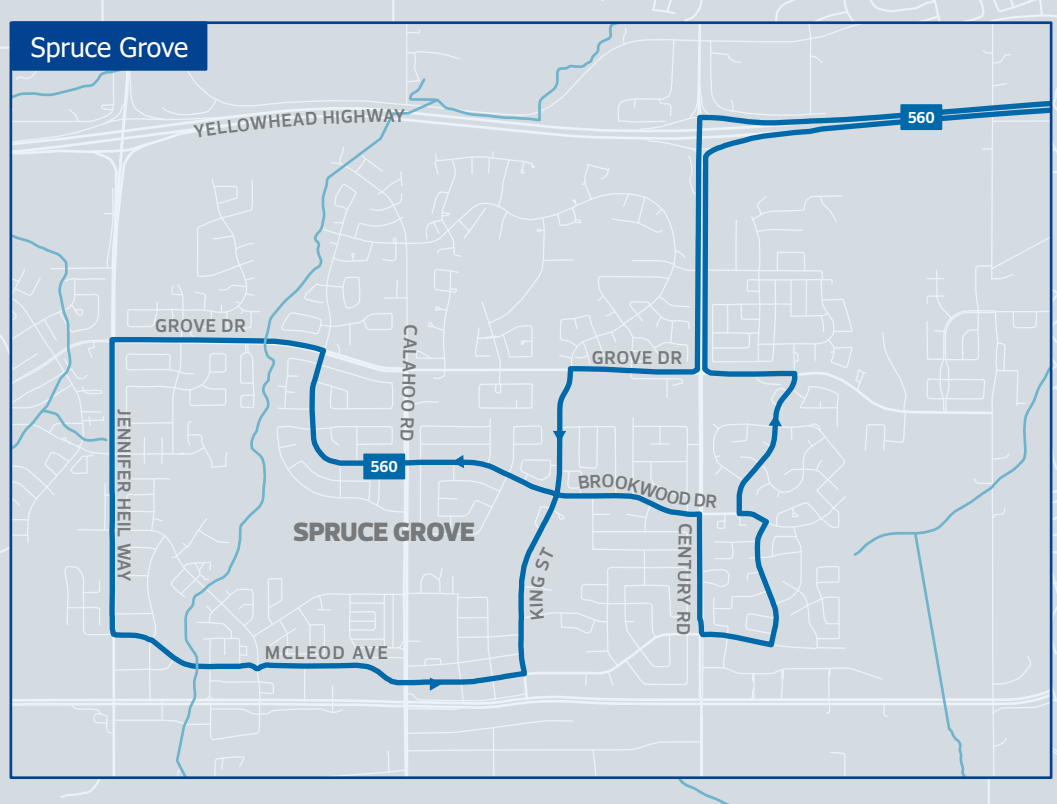 Spruce Grove
YELLOWHEAD HIGHWAY
560
GROVE DR
CALAHOO RD
GROVE DR
JENNIFER HEIL WAY
560
BROOKWOOD DR
SPRUCE GROVE
CENTURY RD
KING ST
MCLEOD AVE